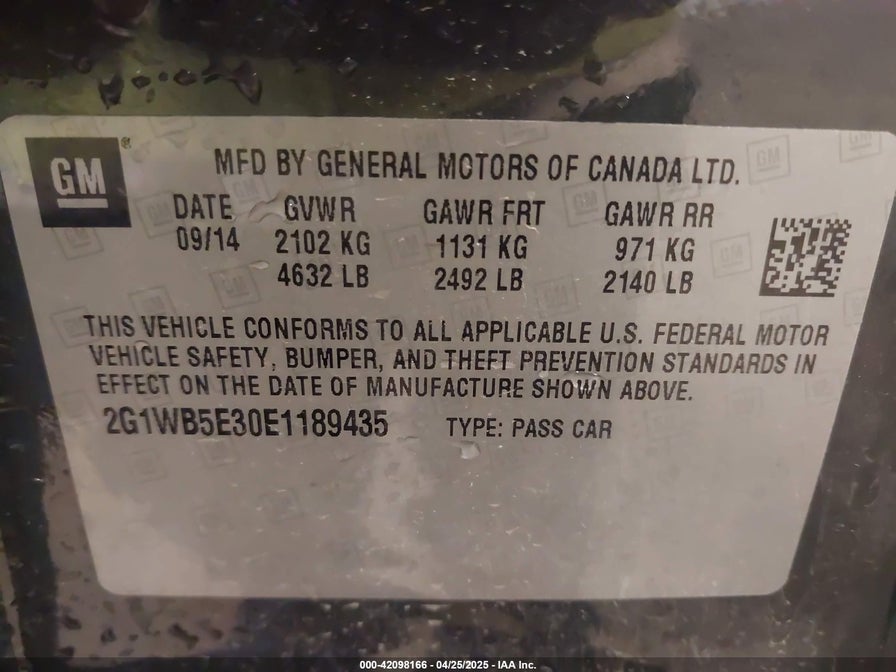 GM®
MFD BY GENERAL MOTORS OF CANADA LTD.
DATE GVWR GAWR FRT GAWR RR
09/14 2102 KG 1131 KG 971 KG
4632 LB 2492 LB 2140 LB
THIS VEHICLE CONFORMS TO ALL APPLICABLE U.S. FEDERAL MOTOR
VEHICLE SAFETY, BUMPER, AND THEFT PREVENTION STANDARDS IN
EFFECT ON THE DATE OF MANUFACTURE SHOWN ABOVE.
2G1WB5E30E1189435 TYPE: PASS CAR
000-42098166 - 04/25/2025 - IAA Inc.